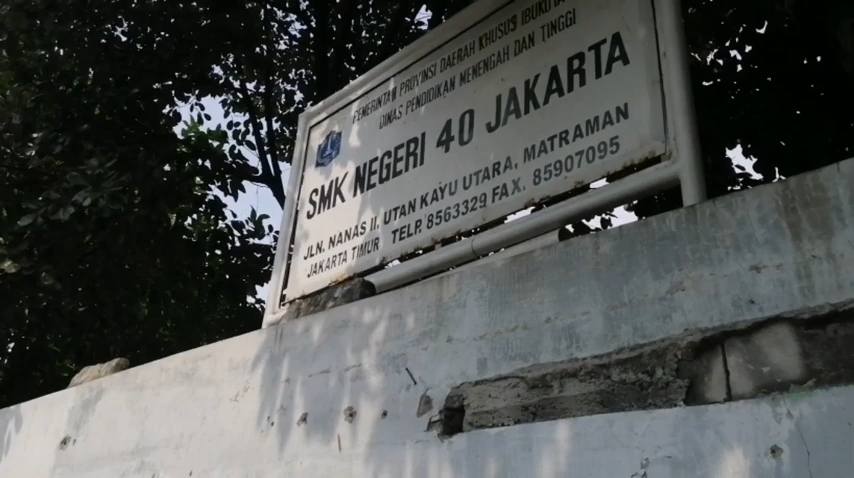 PEMERINTAH PROVINSI DAERAH KHUSUS IBUKOTA
DINAS PENDIDIKAN MENENGAH DAN TINGGI
SMK NEGERI 40 JAKARTA
JLN. NANAS II. UTAN KAYU UTARA, MATRAMAN
JAKARTA TIMUR TELP. 8563329 FAX. 85907095